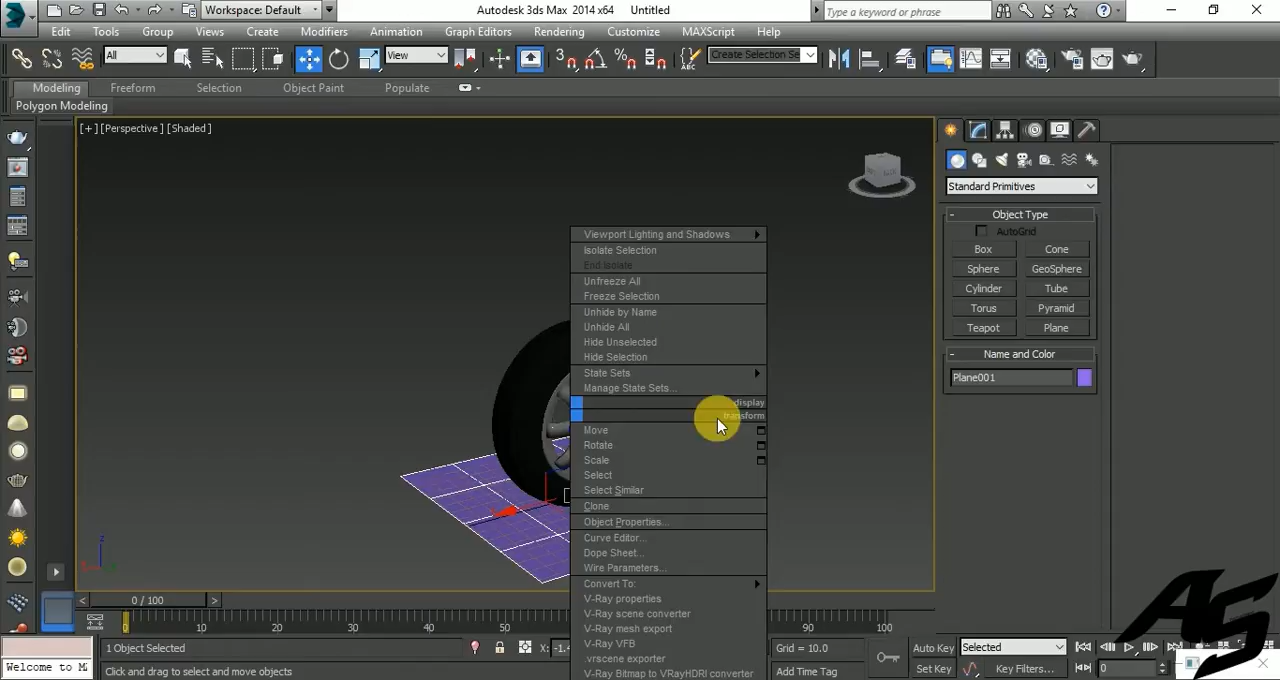 Workspace: Default
Autodesk 3ds Max 2014 x64
Untitled
Type a keyword or phrase
Edit
Tools
Group
Views
Create
Modifiers
Animation
Graph Editors
Rendering
Customize
MAXScript
Help
All
View
3
Create Selection Se
Modeling
Freeform
Selection
Object Paint
Populate
Polygon Modeling
[+] [Perspective] [Shaded]
Standard Primitives
Object Type
AutoGrid
Box
Cone
Sphere
GeoSphere
Cylinder
Tube
Torus
Pyramid
Teapot
Plane
Name and Color
Plane001
Viewport Lighting and Shadows
Isolate Selection
End Isolate
Unfreeze All
Freeze Selection
Unhide by Name
Unhide All
Hide Unselected
Hide Selection
State Sets
Manage State Sets...
display
transform
Move
Rotate
Scale
Select
Select Similar
Clone
Object Properties...
Curve Editor...
Dope Sheet...
Wire Parameters...
Convert To:
V-Ray properties
V-Ray scene converter
V-Ray mesh export
V-Ray VFB
.vrscene exporter
V-Ray Bitmap to VRayHDRI converter
0 / 100
0
10
20
30
40
50
80
90
100
1 Object Selected
X:
Grid = 10.0
Auto Key
Selected
Welcome to
Click and drag to select and move objects
Add Time Tag
Set Key
Key Filters...
0
AS